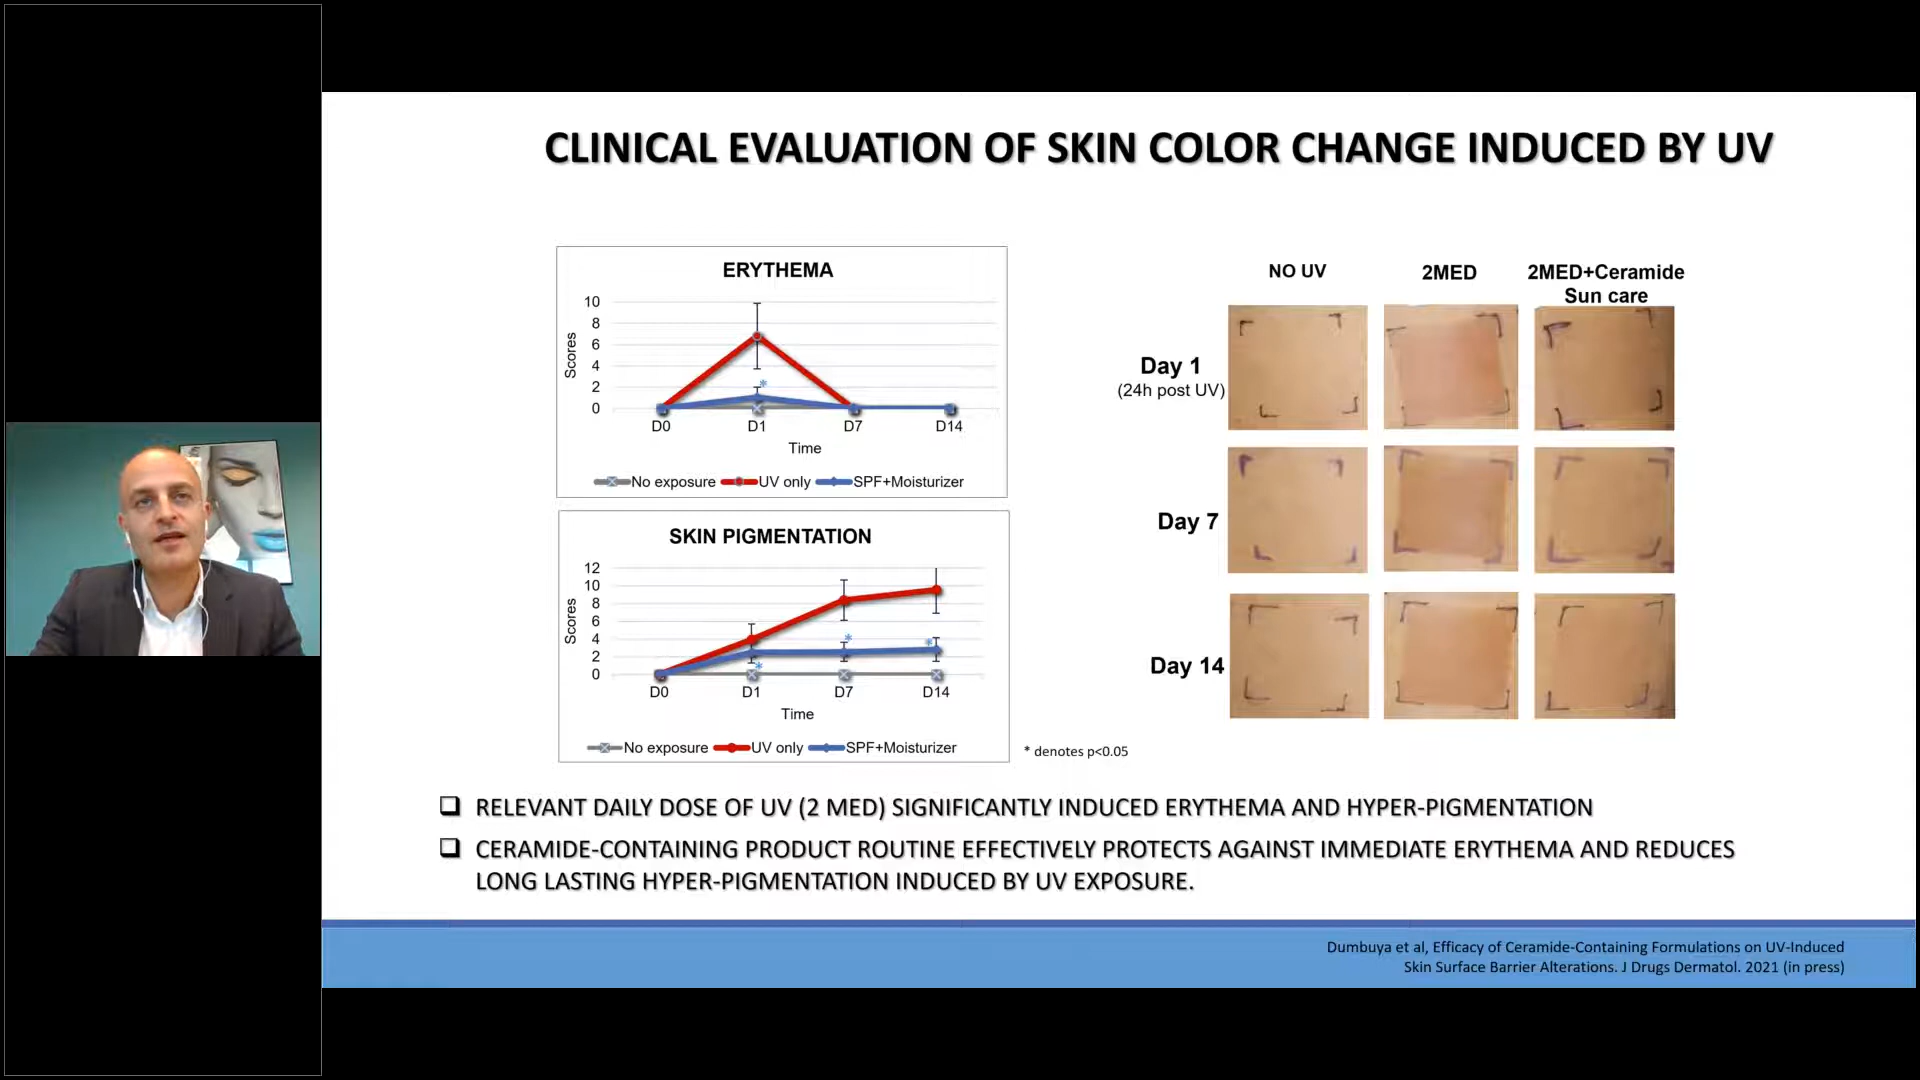 CLINICAL EVALUATION OF SKIN COLOR CHANGE INDUCED BY UV
ERYTHEMA
10
8
6
4
2
0
Scores
*
D0 D1 D7 D14
Time
No exposure UV only SPF+Moisturizer
SKIN PIGMENTATION
12
10
8
6
4
2
0
Scores
* * *
D0 D1 D7 D14
Time
No exposure UV only SPF+Moisturizer
* denotes p<0.05
NO UV 2MED 2MED+Ceramide
Sun care
Day 1
(24h post UV)
Day 7
Day 14
RELEVANT DAILY DOSE OF UV (2 MED) SIGNIFICANTLY INDUCED ERYTHEMA AND HYPER-PIGMENTATION
CERAMIDE-CONTAINING PRODUCT ROUTINE EFFECTIVELY PROTECTS AGAINST IMMEDIATE ERYTHEMA AND REDUCES
LONG LASTING HYPER-PIGMENTATION INDUCED BY UV EXPOSURE.
Dumbuya et al, Efficacy of Ceramide-Containing Formulations on UV-Induced
Skin Surface Barrier Alterations. J Drugs Dermatol. 2021 (in press)